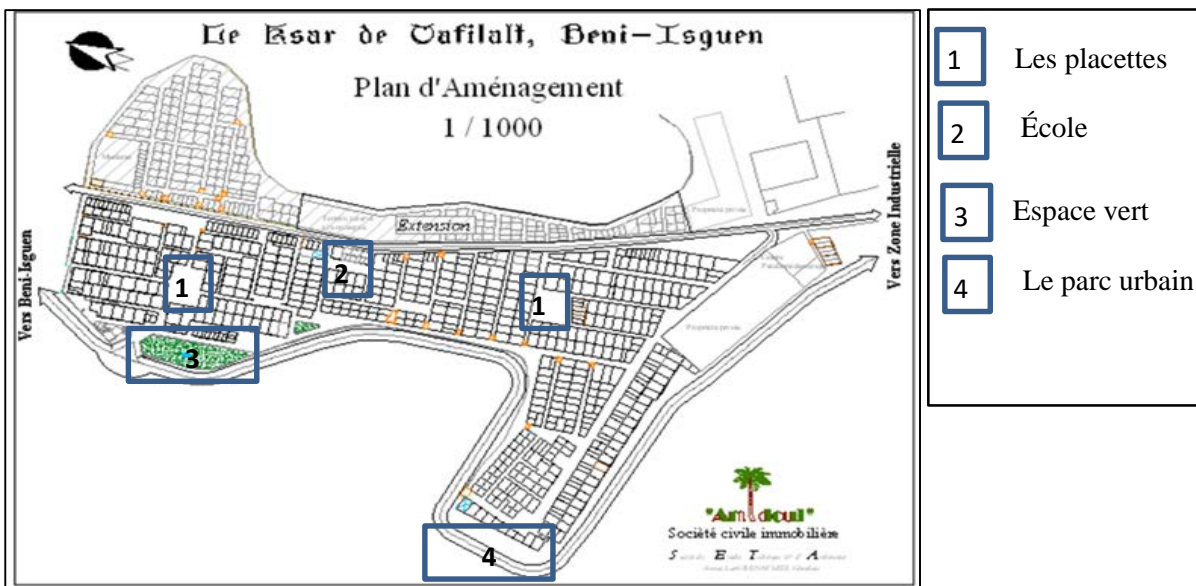 Le Ksar de Tafilalt, Beni-Isguen
Plan d'Aménagement
1 / 1000
Extension
Vers Beni-Isguen
Vers Zone Industrielle
1
2
1
3
4
"Amidoul"
Société civile immobilière
1 Les placettes
2 École
3 Espace vert
4 Le parc urbain